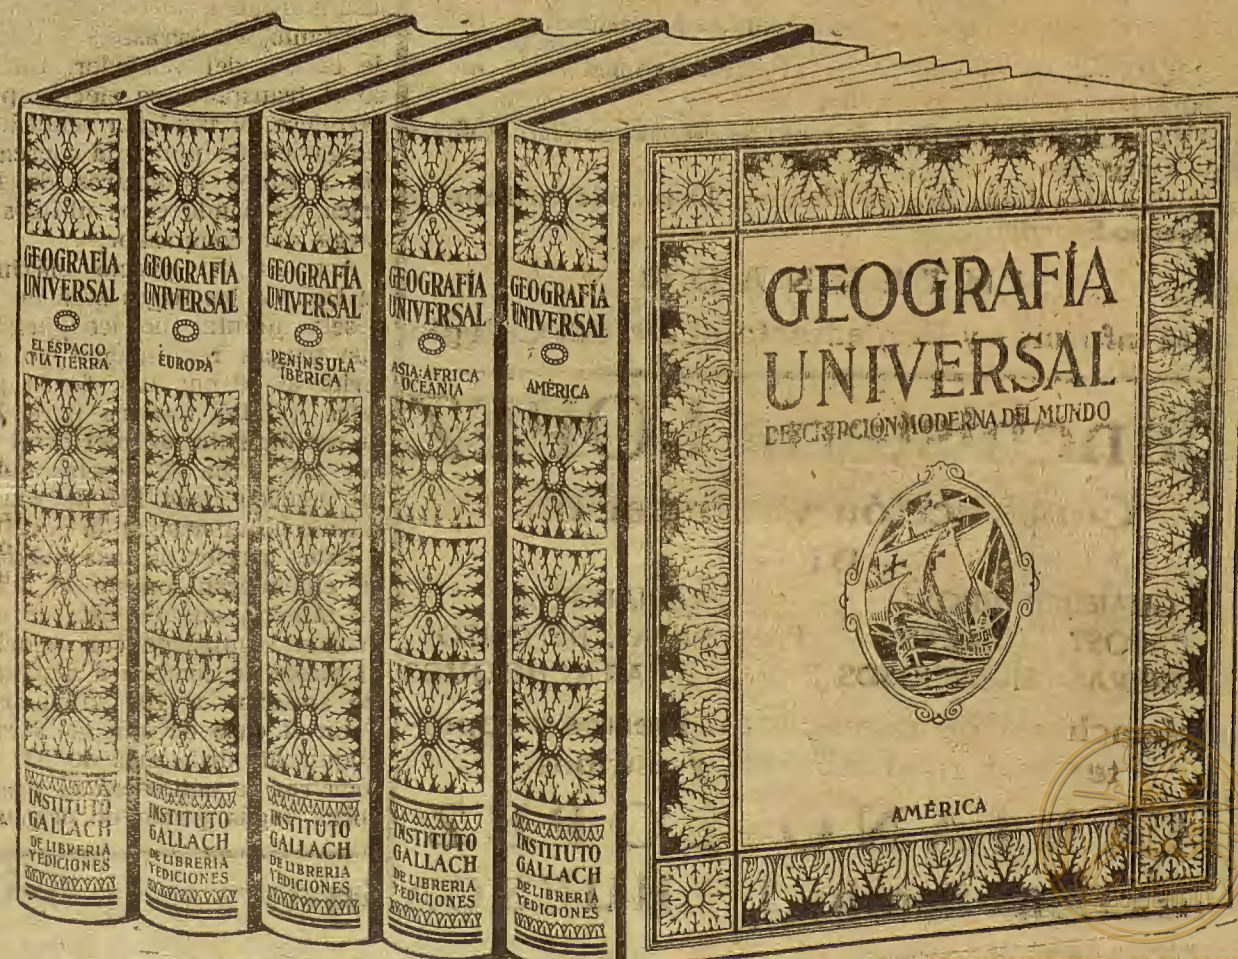 GEOGRAFÍA
UNIVERSAL
EL ESPACIO
Y LA TIERRA
INSTITUTO
GALLACH
DE LIBRERIA
Y EDICIONES
GEOGRAFÍA
UNIVERSAL
EUROPA
INSTITUTO
GALLACH
DE LIBRERIA
Y EDICIONES
GEOGRAFÍA
UNIVERSAL
PENÍNSULA
IBÉRICA
INSTITUTO
GALLACH
DE LIBRERIA
Y EDICIONES
GEOGRAFÍA
UNIVERSAL
ASIA·ÁFRICA
OCEANÍA
INSTITUTO
GALLACH
DE LIBRERIA
Y EDICIONES
GEOGRAFÍA
UNIVERSAL
AMÉRICA
INSTITUTO
GALLACH
DE LIBRERIA
Y EDICIONES
GEOGRAFÍA
UNIVERSAL
DESCRIPCIÓN MODERNA DEL MUNDO
AMÉRICA